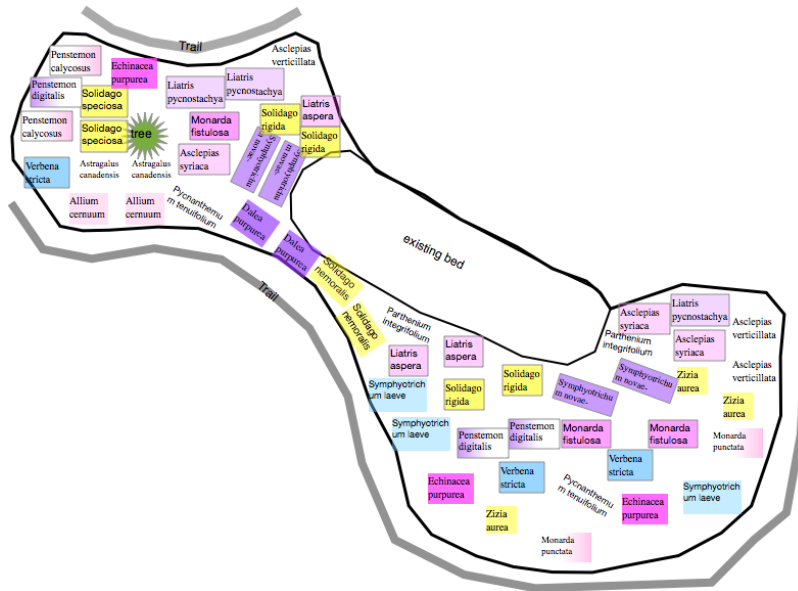 Trail
Asclepias
verticillata
Penstemon
calycosus
Echinacea
purpurea
Liatris
pycnostachya
Liatris
pycnostachya
Penstemon
digitalis
Solidago
speciosa
Liatris
aspera
Solidago
rigida
Penstemon
calycosus
Solidago
speciosa
tree
Monarda
fistulosa
Solidago
rigida
Symphyotrichu
m novae-
Symphyotrichu
m novae-
Verbena
stricta
Astragalus
canadensis
Astragalus
canadensis
Asclepias
syriaca
Allium
cernuum
Allium
cernuum
Pycnanthemu
m tenuifolium
Dalea
purpurea
Dalea
purpurea
existing bed
Solidago
nemoralis
Trail
Solidago
nemoralis
Parthenium
integrifolium
Liatris
aspera
Liatris
aspera
Asclepias
syriaca
Liatris
pycnostachya
Asclepias
verticillata
Parthenium
integrifolium
Asclepias
syriaca
Asclepias
verticillata
Symphyotrich
um laeve
Solidago
rigida
Solidago
rigida
Symphyotrichu
m novae-
Symphyotrichu
m novae-
Zizia
aurea
Zizia
aurea
Symphyotrich
um laeve
Penstemon
digitalis
Penstemon
digitalis
Monarda
fistulosa
Monarda
fistulosa
Monarda
punctata
Echinacea
purpurea
Verbena
stricta
Verbena
stricta
Pycnanthemu
m tenuifolium
Echinacea
purpurea
Symphyotrich
um laeve
Zizia
aurea
Monarda
punctata